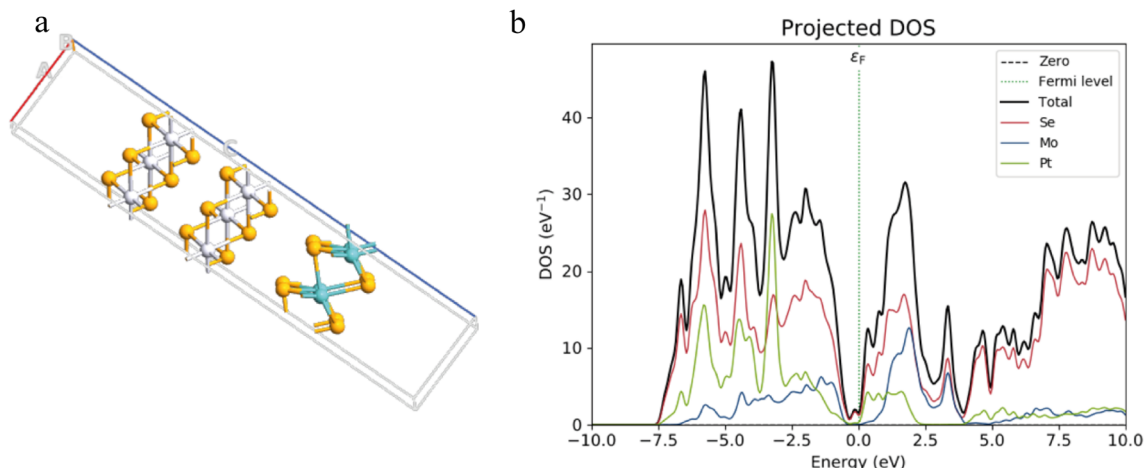 a
B
A
C
b
Projected DOS
εF
Zero
Fermi level
Total
Se
Mo
Pt
DOS (eV⁻¹)
40
30
20
10
0
−10.0 −7.5 −5.0 −2.5 0.0 2.5 5.0 7.5 10.0
Energy (eV)